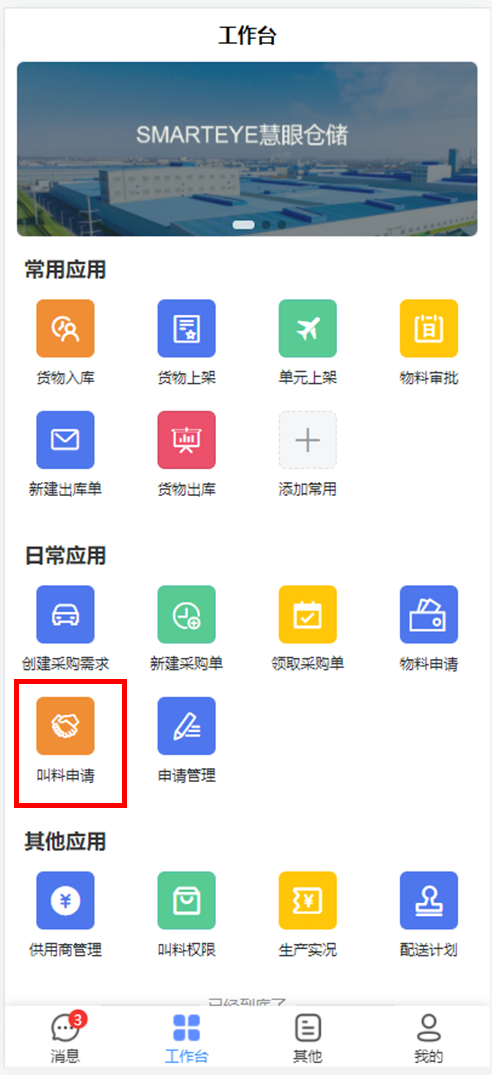 工作台
SMARTEYE慧眼仓储
常用应用
货物入库 货物上架 单元上架 物料审批
新建出库单 货物出库 添加常用
日常应用
创建采购需求 新建采购单 领取采购单 物料申请
叫料申请 申请管理
其他应用
供用商管理 叫料权限 生产实况 配送计划
已经到底了
3
消息 工作台 其他 我的